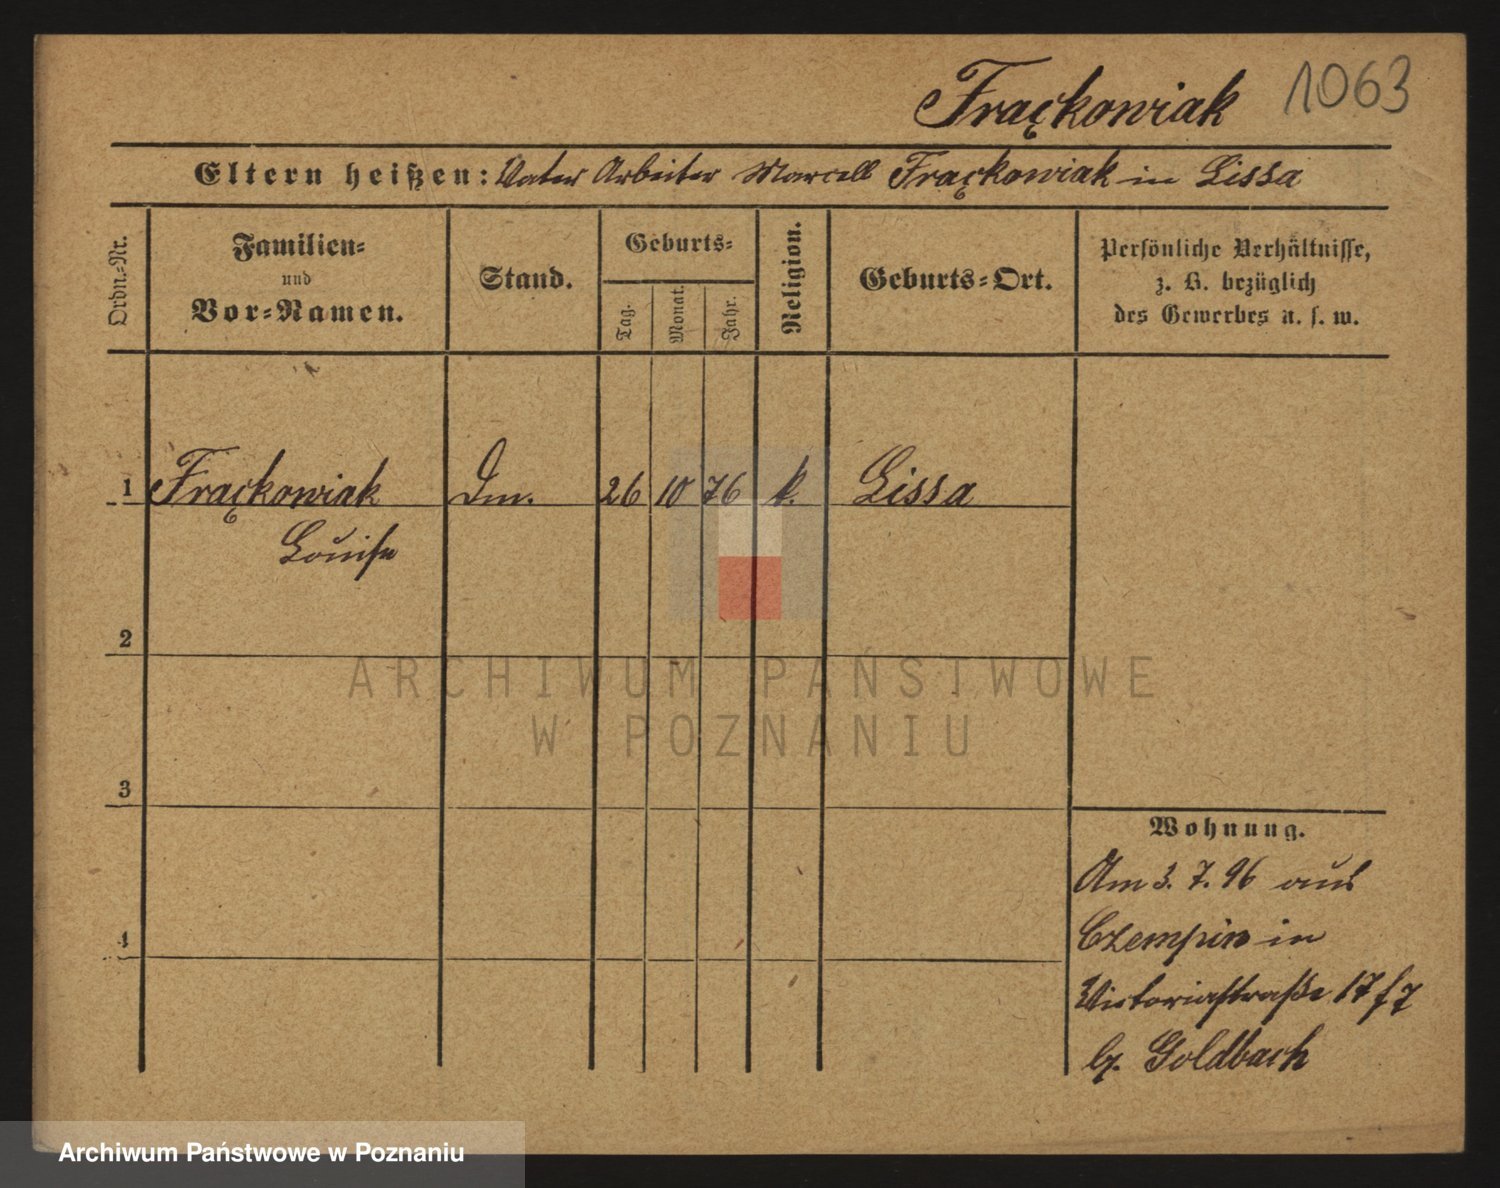 Frąckowiak 1063
Eltern heißen: Vater Arbeiter Marcell Frąckowiak in Lissa
Ordn.-Nr.
Familien-
und
Vor-Namen.
Stand.
Geburts-
Tag.
Monat.
Jahr.
Religion.
Geburts-Ort.
Persönliche Verhältnisse,
z. B. bezüglich
des Gewerbes u. s. w.
1 Frąckowiak Dm. 26 10 76 k. Lissa
Louise
2
3
4
Wohnung.
Am 3. 7. 96 aus
Czempin in
Victoriastraße 17
b. Goldbach
ARCHIWUM PAŃSTWOWE
W POZNANIU
Archiwum Państwowe w Poznaniu